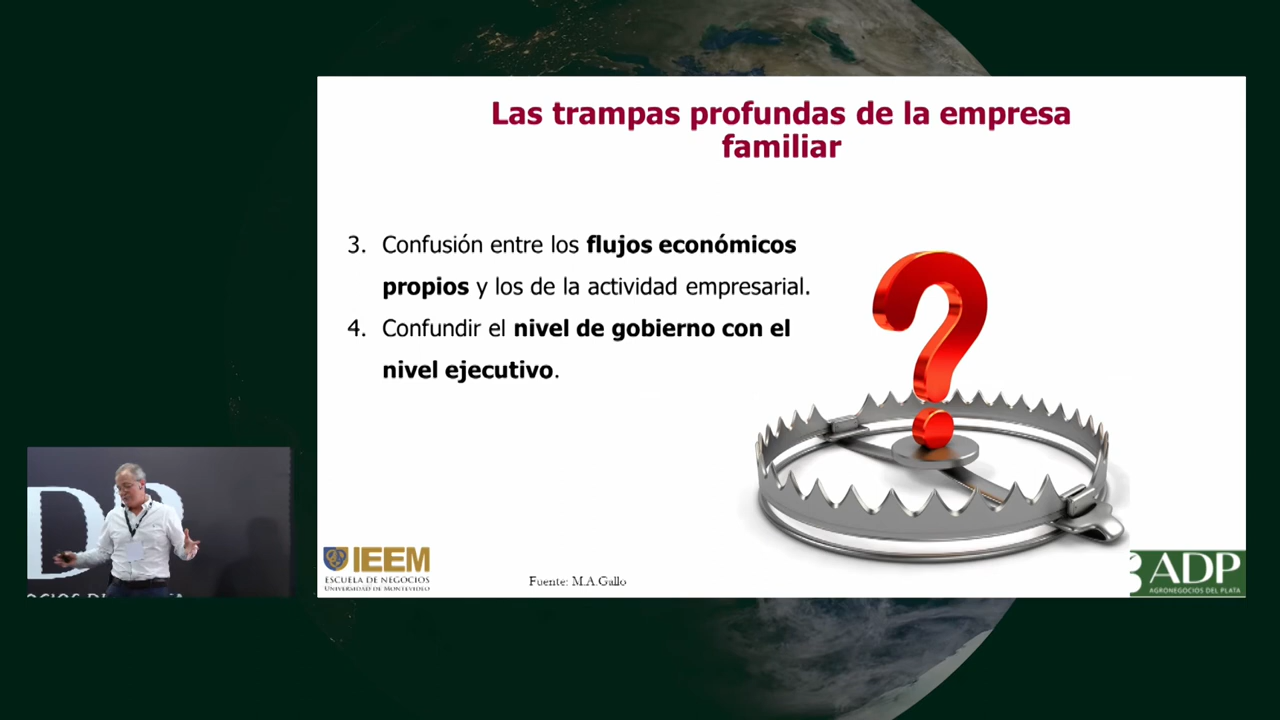 Las trampas profundas de la empresa
familiar
3. Confusión entre los flujos económicos
propios y los de la actividad empresarial.
4. Confundir el nivel de gobierno con el
nivel ejecutivo.
IEEM
ESCUELA DE NEGOCIOS
UNIVERSIDAD DE MONTEVIDEO
Fuente: M.A.Gallo
ADP
AGRONEGOCIOS DEL PLATA